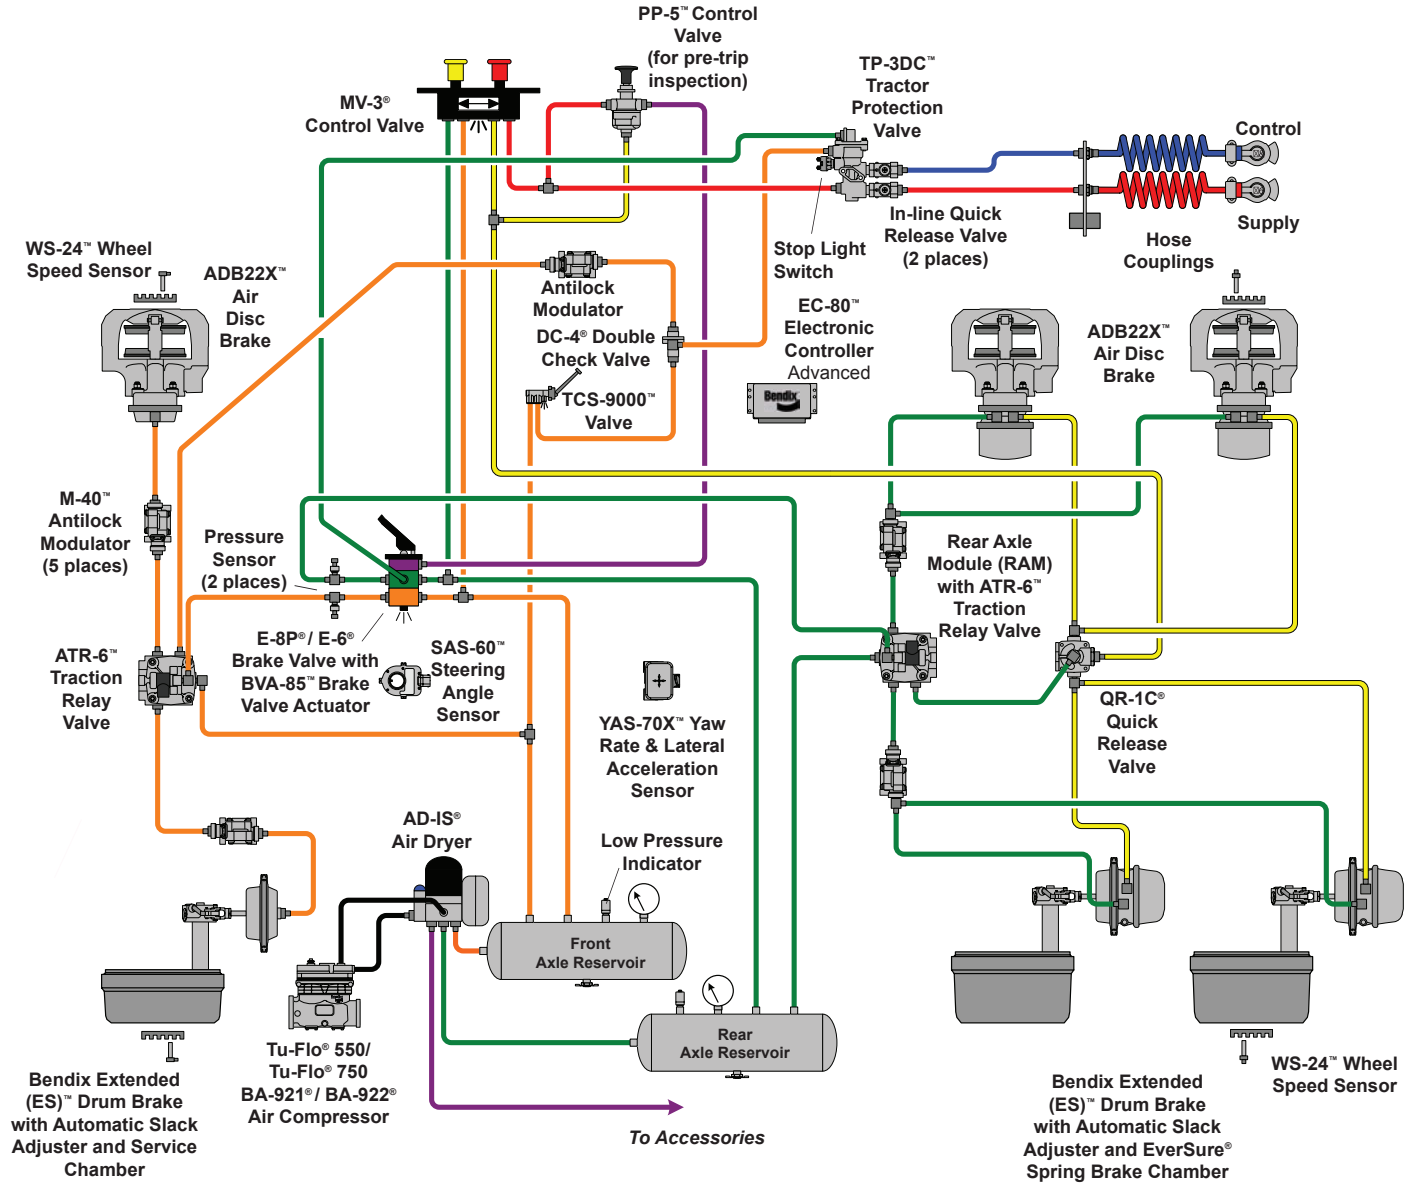 PP-5™ Control
Valve
(for pre-trip
inspection)
MV-3®
Control Valve
TP-3DC™
Tractor
Protection
Valve
Control
Supply
Hose
Couplings
In-line Quick
Release Valve
(2 places)
Stop Light
Switch
WS-24™ Wheel
Speed Sensor
ADB22X™
Air
Disc
Brake
Antilock
Modulator
DC-4® Double
Check Valve
TCS-9000™
Valve
EC-80™
Electronic
Controller
Advanced
Bendix
ADB22X™
Air Disc
Brake
M-40™
Antilock
Modulator
(5 places)
Pressure
Sensor
(2 places)
Rear Axle
Module (RAM)
with ATR-6™
Traction
Relay Valve
ATR-6™
Traction
Relay
Valve
E-8P® / E-6®
Brake Valve with
BVA-85™ Brake
Valve Actuator
SAS-60™
Steering
Angle
Sensor
YAS-70X™ Yaw
Rate & Lateral
Acceleration
Sensor
QR-1C®
Quick
Release
Valve
AD-IS®
Air Dryer
Low Pressure
Indicator
Front
Axle Reservoir
Rear
Axle Reservoir
Tu-Flo® 550/
Tu-Flo® 750
BA-921® / BA-922®
Air Compressor
To Accessories
Bendix Extended
(ES)™ Drum Brake
with Automatic Slack
Adjuster and Service
Chamber
Bendix Extended
(ES)™ Drum Brake
with Automatic Slack
Adjuster and EverSure®
Spring Brake Chamber
WS-24™ Wheel
Speed Sensor